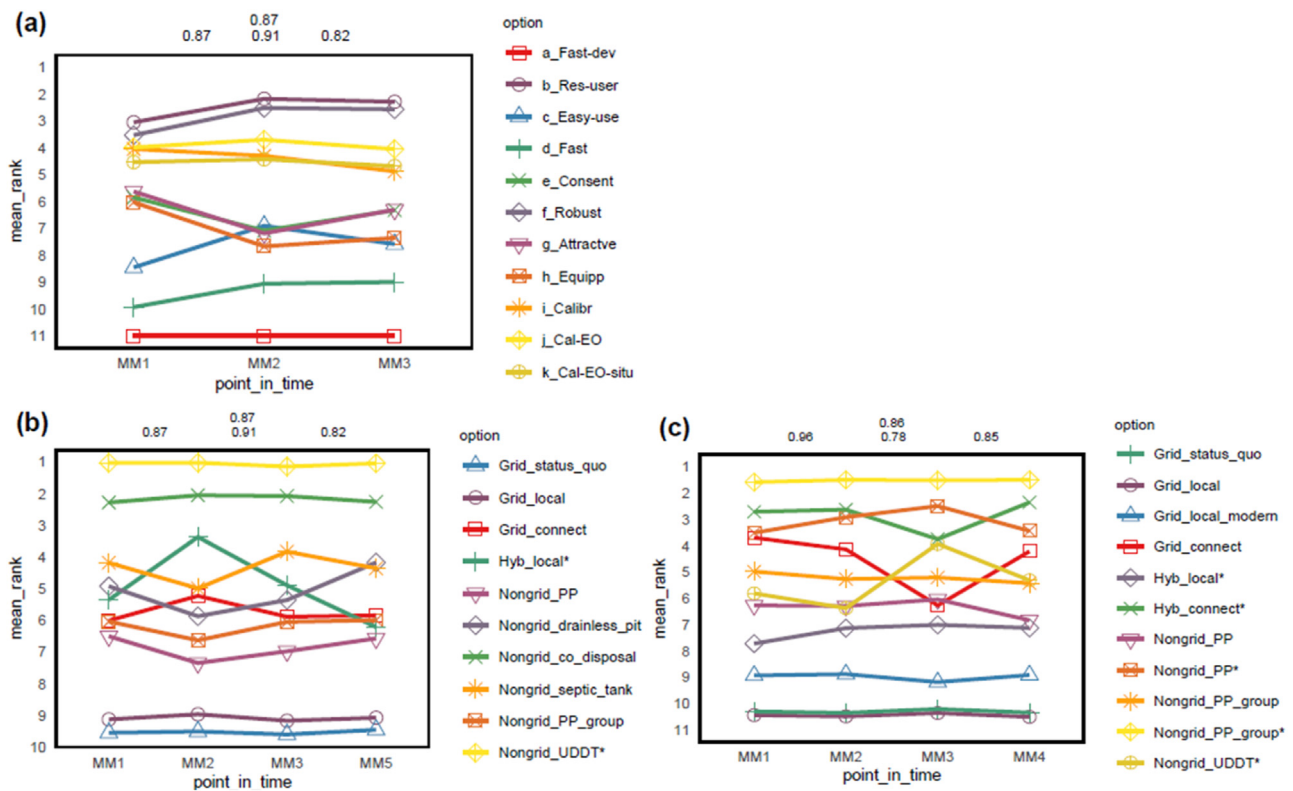 (a)
0.87
0.87 0.91 0.82
mean_rank
1
2
3
4
5
6
7
8
9
10
11
MM1 MM2 MM3
point_in_time
option
a_Fast-dev
b_Res-user
c_Easy-use
d_Fast
e_Consent
f_Robust
g_Attractve
h_Equipp
i_Calibr
j_Cal-EO
k_Cal-EO-situ
(b)
0.87
0.87 0.91 0.82
mean_rank
1
2
3
4
5
6
7
8
9
10
MM1 MM2 MM3 MM5
point_in_time
option
Grid_status_quo
Grid_local
Grid_connect
Hyb_local*
Nongrid_PP
Nongrid_drainless_pit
Nongrid_co_disposal
Nongrid_septic_tank
Nongrid_PP_group
Nongrid_UDDT*
(c)
0.86
0.96 0.78 0.85
mean_rank
1
2
3
4
5
6
7
8
9
10
11
MM1 MM2 MM3 MM4
point_in_time
option
Grid_status_quo
Grid_local
Grid_local_modern
Grid_connect
Hyb_local*
Hyb_connect*
Nongrid_PP
Nongrid_PP*
Nongrid_PP_group
Nongrid_PP_group*
Nongrid_UDDT*